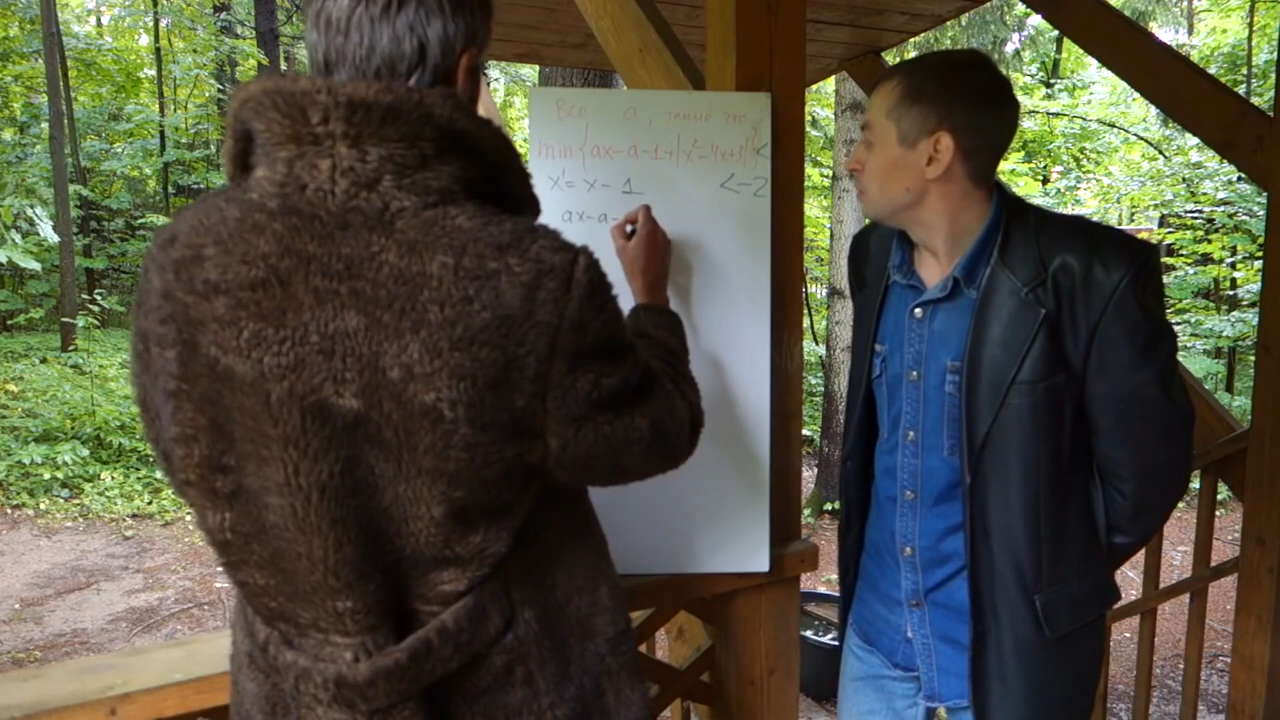 Все a, такие что
min{ax-a-1+|x²-4x+3|}<
<-2
x'= x-1
ax-a-